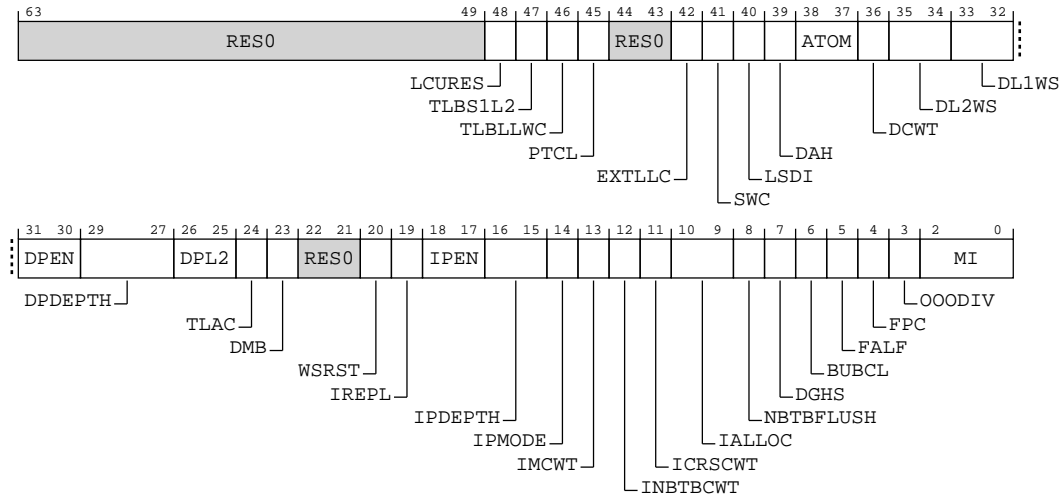 63 49 48 47 46 45 44 43 42 41 40 39 38 37 36 35 34 33 32
RES0 RES0 ATOM
LCURES DL1WS
TLBS1L2 DL2WS
TLBLLWC DCWT
PTCL DAH
EXTLLC LSDI
SWC
31 30 29 27 26 25 24 23 22 21 20 19 18 17 16 15 14 13 12 11 10 9 8 7 6 5 4 3 2 0
DPEN DPL2 RES0 IPEN MI
DPDEPTH OOODIV
TLAC FPC
DMB FALF
WSRST BUBCL
IREPL DGHS
IPDEPTH NBTBFLUSH
IPMODE IALLOC
IMCWT ICRSCWT
INBTBCWT